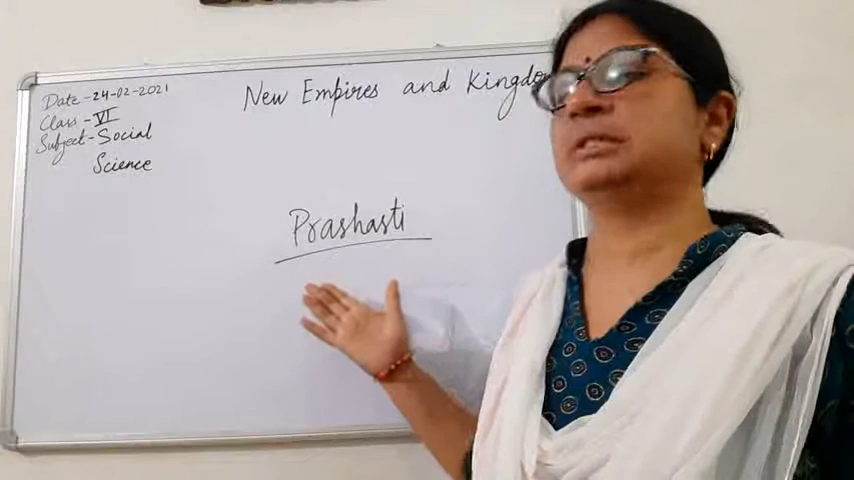 Date - 24-02-2021
Class - VI
Subject - Social
Science
New Empires and Kingdo
Prashasti